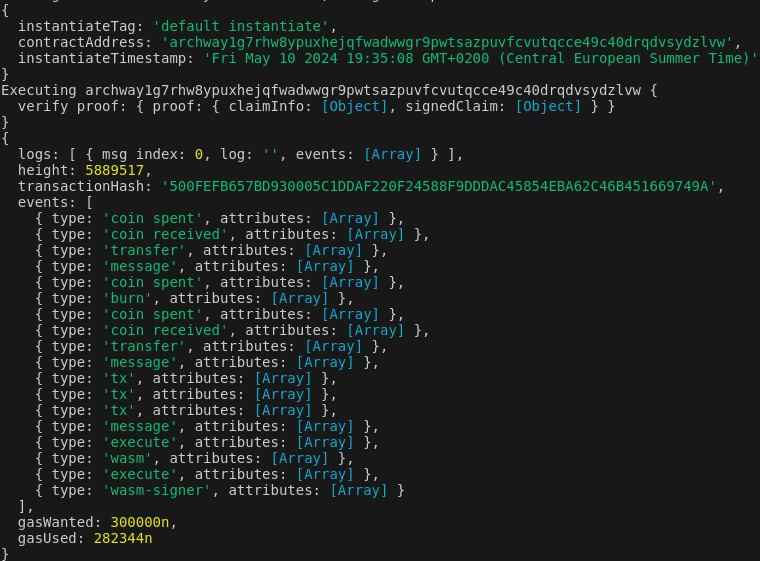 {
  instantiateTag: 'default instantiate',
  contractAddress: 'archway1g7rhw8ypuxhejqfwadwwgr9pwtsazpuvfcvutqcce49c40drqdvsydzlvw',
  instantiateTimestamp: 'Fri May 10 2024 19:35:08 GMT+0200 (Central European Summer Time)'
}
Executing archway1g7rhw8ypuxhejqfwadwwgr9pwtsazpuvfcvutqcce49c40drqdvsydzlvw {
  verify proof: { proof: { claimInfo: [Object], signedClaim: [Object] } }
}
{
  logs: [ { msg index: 0, log: '', events: [Array] } ],
  height: 5889517,
  transactionHash: '500FEFB657BD930005C1DDAF220F24588F9DDDAC45854EBA62C46B451669749A',
  events: [
    { type: 'coin spent', attributes: [Array] },
    { type: 'coin received', attributes: [Array] },
    { type: 'transfer', attributes: [Array] },
    { type: 'message', attributes: [Array] },
    { type: 'coin spent', attributes: [Array] },
    { type: 'burn', attributes: [Array] },
    { type: 'coin spent', attributes: [Array] },
    { type: 'coin received', attributes: [Array] },
    { type: 'transfer', attributes: [Array] },
    { type: 'message', attributes: [Array] },
    { type: 'tx', attributes: [Array] },
    { type: 'tx', attributes: [Array] },
    { type: 'tx', attributes: [Array] },
    { type: 'message', attributes: [Array] },
    { type: 'execute', attributes: [Array] },
    { type: 'wasm', attributes: [Array] },
    { type: 'execute', attributes: [Array] },
    { type: 'wasm-signer', attributes: [Array] }
  ],
  gasWanted: 300000n,
  gasUsed: 282344n
}